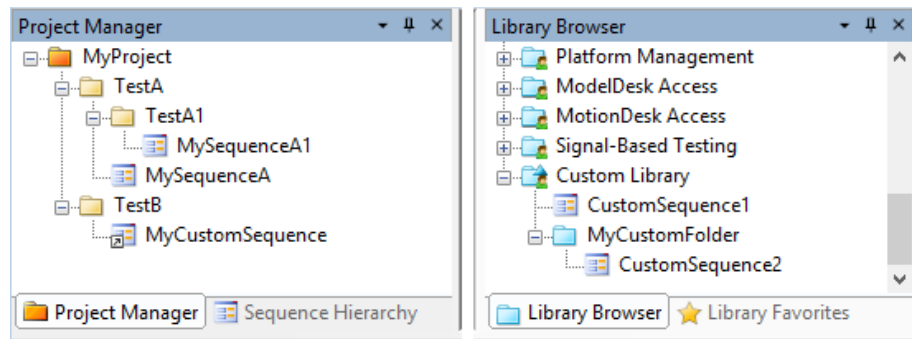 Project Manager
MyProject
TestA
TestA1
MySequenceA1
MySequenceA
TestB
MyCustomSequence
Project Manager
Sequence Hierarchy
Library Browser
Platform Management
ModelDesk Access
MotionDesk Access
Signal-Based Testing
Custom Library
CustomSequence1
MyCustomFolder
CustomSequence2
Library Browser
Library Favorites